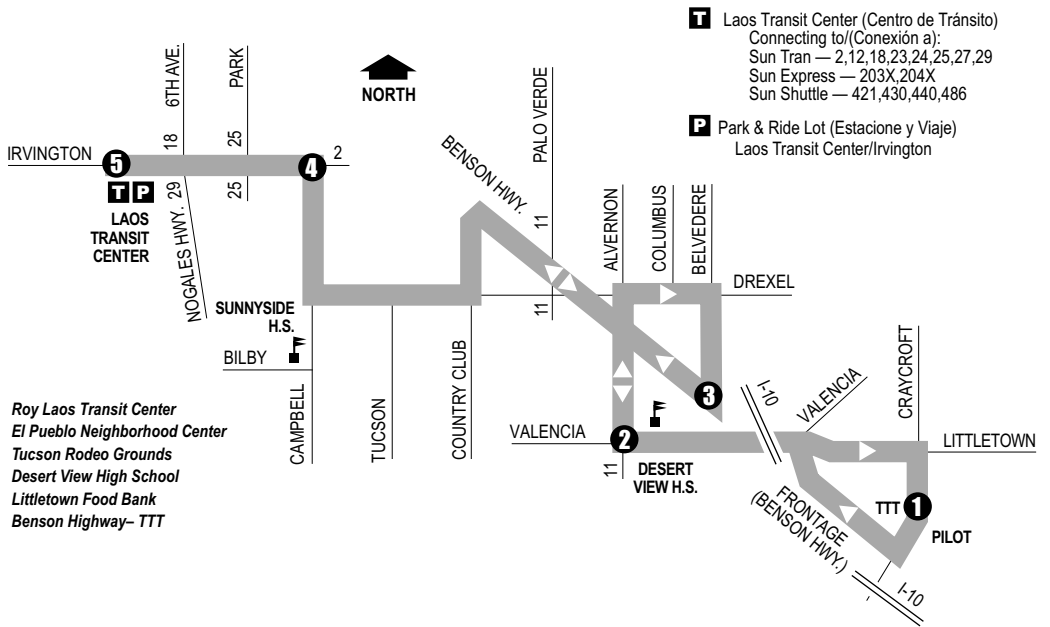 T Laos Transit Center (Centro de Tránsito)
Connecting to/(Conexión a):
Sun Tran — 2,12,18,23,24,25,27,29
Sun Express — 203X,204X
Sun Shuttle — 421,430,440,486
P Park & Ride Lot (Estacione y Viaje)
Laos Transit Center/Irvington
6TH AVE.
PARK
NORTH
PALO VERDE
18
25
IRVINGTON
5
4
2
BENSON HWY.
T P
29
25
LAOS
TRANSIT
CENTER
NOGALES HWY.
11
ALVERNON
COLUMBUS
BELVEDERE
DREXEL
11
SUNNYSIDE
H.S.
BILBY
CAMPBELL
TUCSON
COUNTRY CLUB
3
I-10
VALENCIA
CRAYCROFT
VALENCIA
2
11
DESERT
VIEW H.S.
LITTLETOWN
TTT
1
PILOT
FRONTAGE
(BENSON HWY.)
I-10
Roy Laos Transit Center
El Pueblo Neighborhood Center
Tucson Rodeo Grounds
Desert View High School
Littletown Food Bank
Benson Highway– TTT